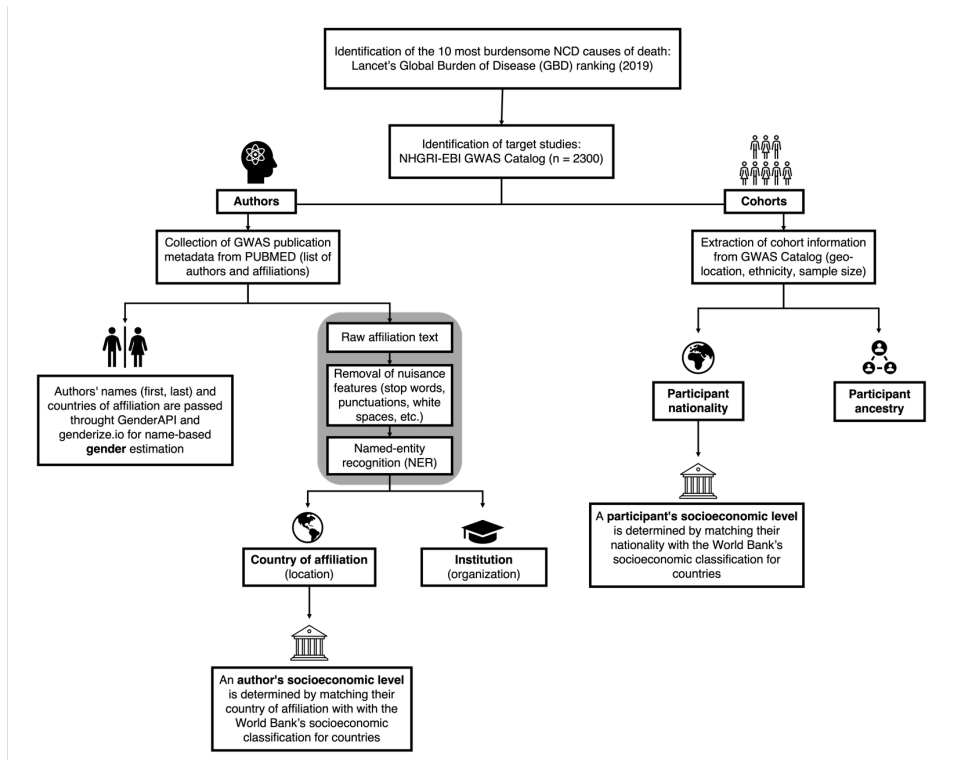 Identification of the 10 most burdensome NCD causes of death:
Lancet's Global Burden of Disease (GBD) ranking (2019)
Identification of target studies:
NHGRI-EBI GWAS Catalog (n = 2300)
Authors
Cohorts
Collection of GWAS publication
metadata from PUBMED (list of
authors and affiliations)
Extraction of cohort information
from GWAS Catalog (geo-
location, ethnicity, sample size)
Authors' names (first, last) and
countries of affiliation are passed
throught GenderAPI and
genderize.io for name-based
gender estimation
Raw affiliation text
Removal of nuisance
features (stop words,
punctuations, white
spaces, etc.)
Named-entity
recognition (NER)
Participant
nationality
Participant
ancestry
Country of affiliation
(location)
Institution
(organization)
A participant's socioeconomic level
is determined by matching their
nationality with the World Bank's
socioeconomic classification for
countries
An author's socioeconomic level
is determined by matching their
country of affiliation with with the
World Bank's socioeconomic
classification for countries